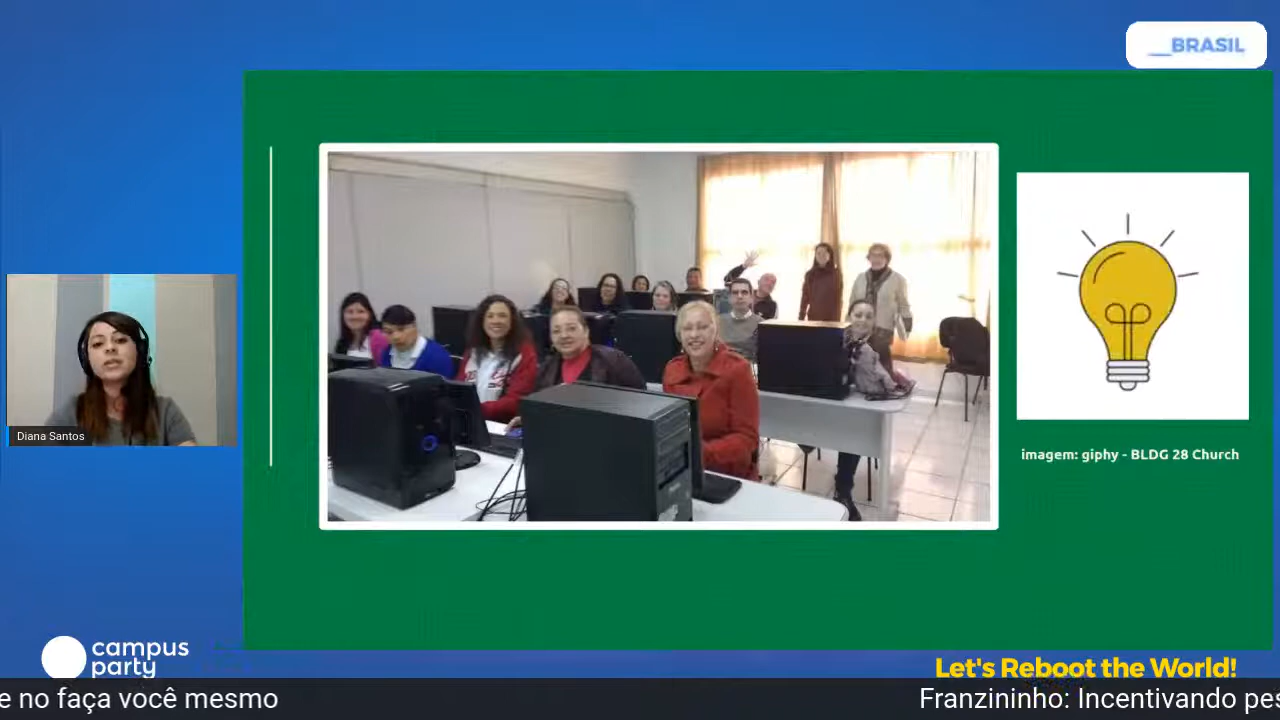 __BRASIL
Diana Santos
imagem: giphy - BLDG 28 Church
campus
party
Let's Reboot the World!
e no faça você mesmo
Franzininho: Incentivando pes